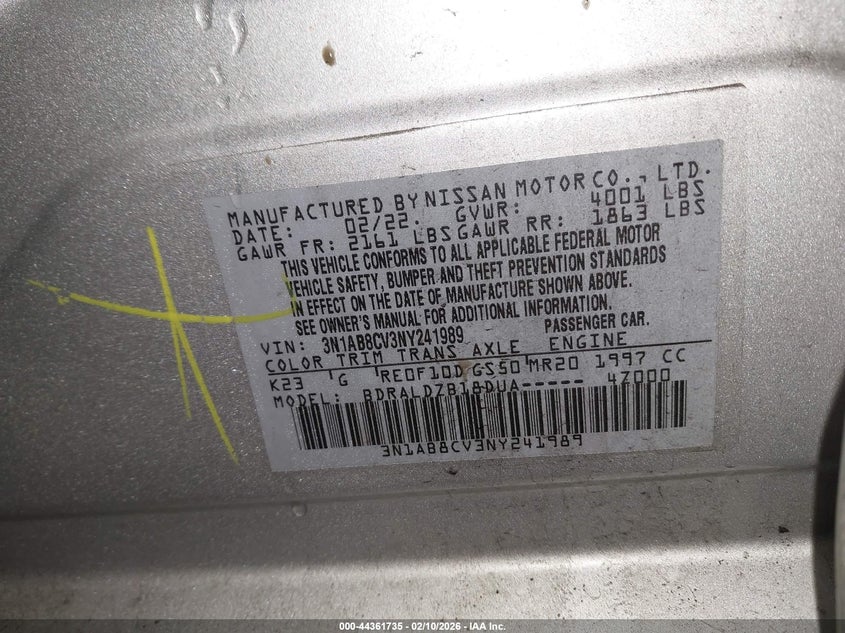 MANUFACTURED BY NISSAN MOTOR CO., LTD.
DATE: 02/22. GVWR: 4001 LBS
GAWR FR: 2161 LBS GAWR RR: 1863 LBS
THIS VEHICLE CONFORMS TO ALL APPLICABLE FEDERAL MOTOR
VEHICLE SAFETY, BUMPER AND THEFT PREVENTION STANDARDS
IN EFFECT ON THE DATE OF MANUFACTURE SHOWN ABOVE.
SEE OWNER'S MANUAL FOR ADDITIONAL INFORMATION.
VIN: 3N1AB8CV3NY241989 PASSENGER CAR.
COLOR TRIM TRANS AXLE ENGINE
K23 G RE0F10D GS50 MR20 1997 CC
MODEL: BDRALDZB18DUA----- 4Z000
3N1AB8CV3NY241989
000-44361735 - 02/10/2026 - IAA Inc.